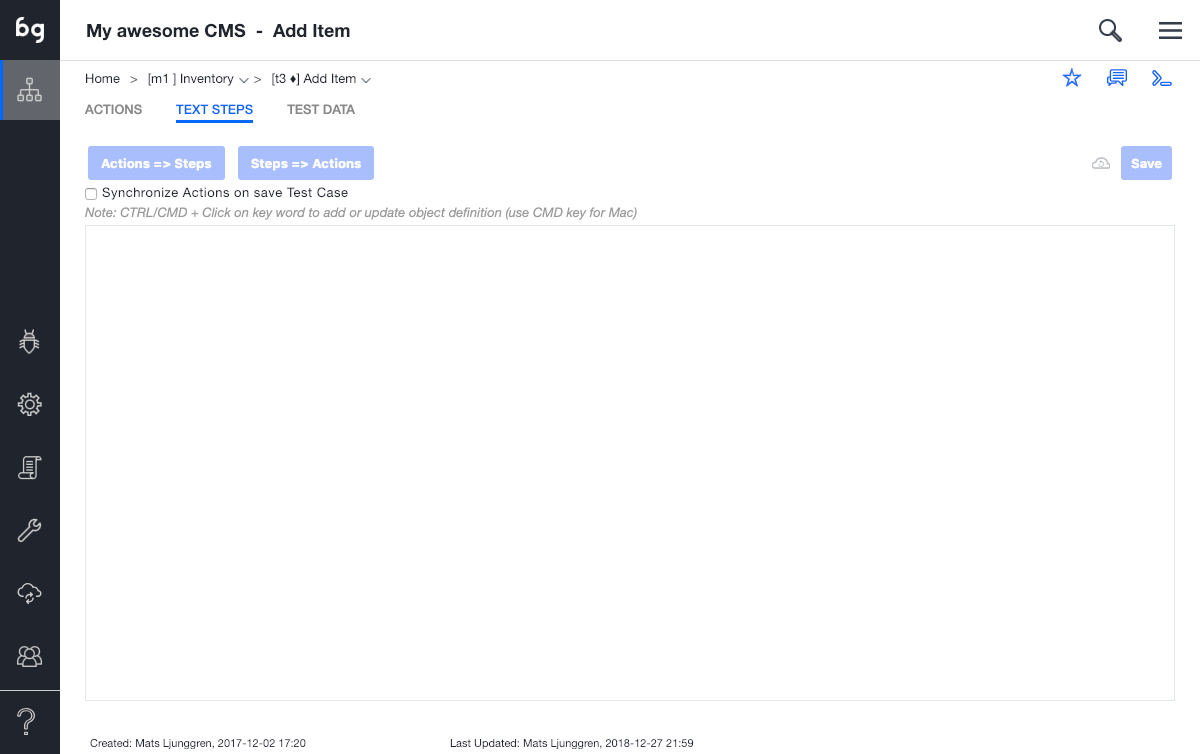 bg
My awesome CMS - Add Item
Home > [m1 ] Inventory > [t3 ♦] Add Item
ACTIONS TEXT STEPS TEST DATA
Actions => Steps Steps => Actions Save
Synchronize Actions on save Test Case
Note: CTRL/CMD + Click on key word to add or update object definition (use CMD key for Mac)
Created: Mats Ljunggren, 2017-12-02 17:20 Last Updated: Mats Ljunggren, 2018-12-27 21:59